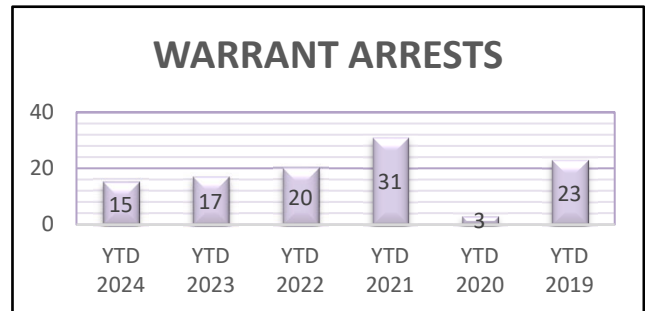 WARRANT ARRESTS
40
20
0
15
17
20
31
3
23
YTD 2024
YTD 2023
YTD 2022
YTD 2021
YTD 2020
YTD 2019